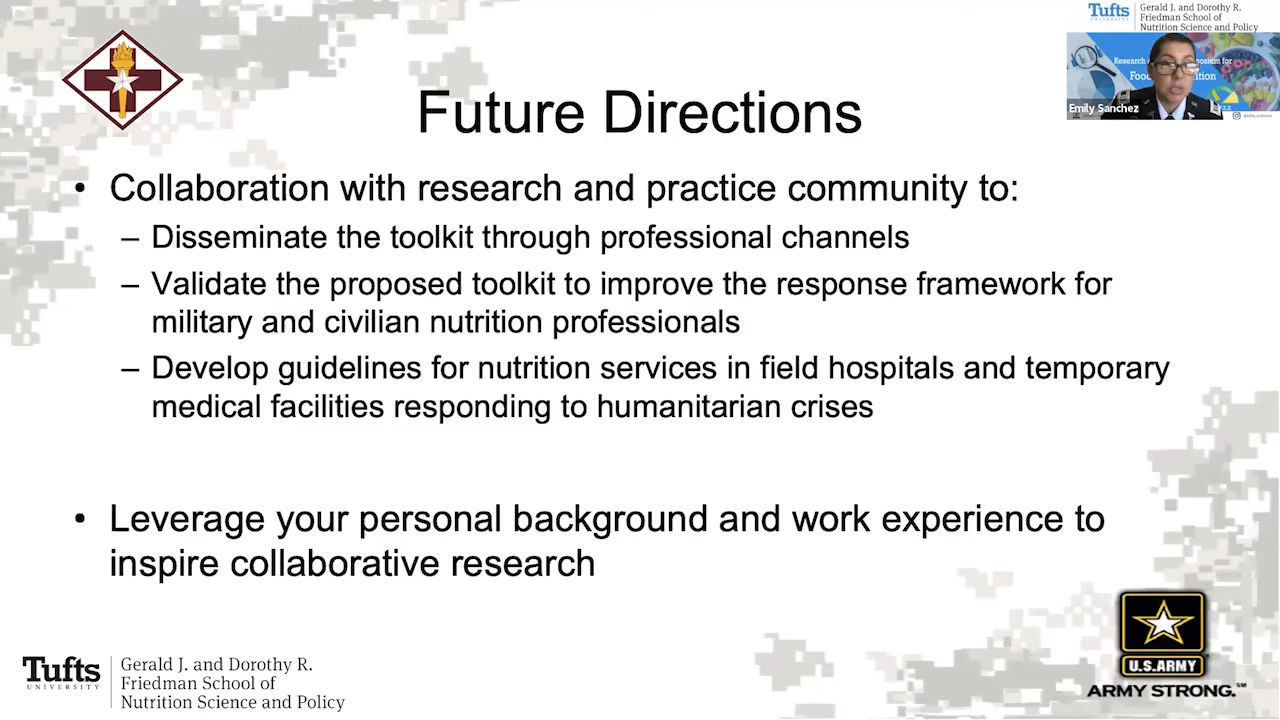 Tufts
UNIVERSITY
Gerald J. and Dorothy R.
Friedman School of
Nutrition Science and Policy
Emily Sanchez
Future Directions
• Collaboration with research and practice community to:
– Disseminate the toolkit through professional channels
– Validate the proposed toolkit to improve the response framework for
military and civilian nutrition professionals
– Develop guidelines for nutrition services in field hospitals and temporary
medical facilities responding to humanitarian crises
• Leverage your personal background and work experience to
inspire collaborative research
Tufts
UNIVERSITY
Gerald J. and Dorothy R.
Friedman School of
Nutrition Science and Policy
U.S.ARMY
ARMY STRONG.℠